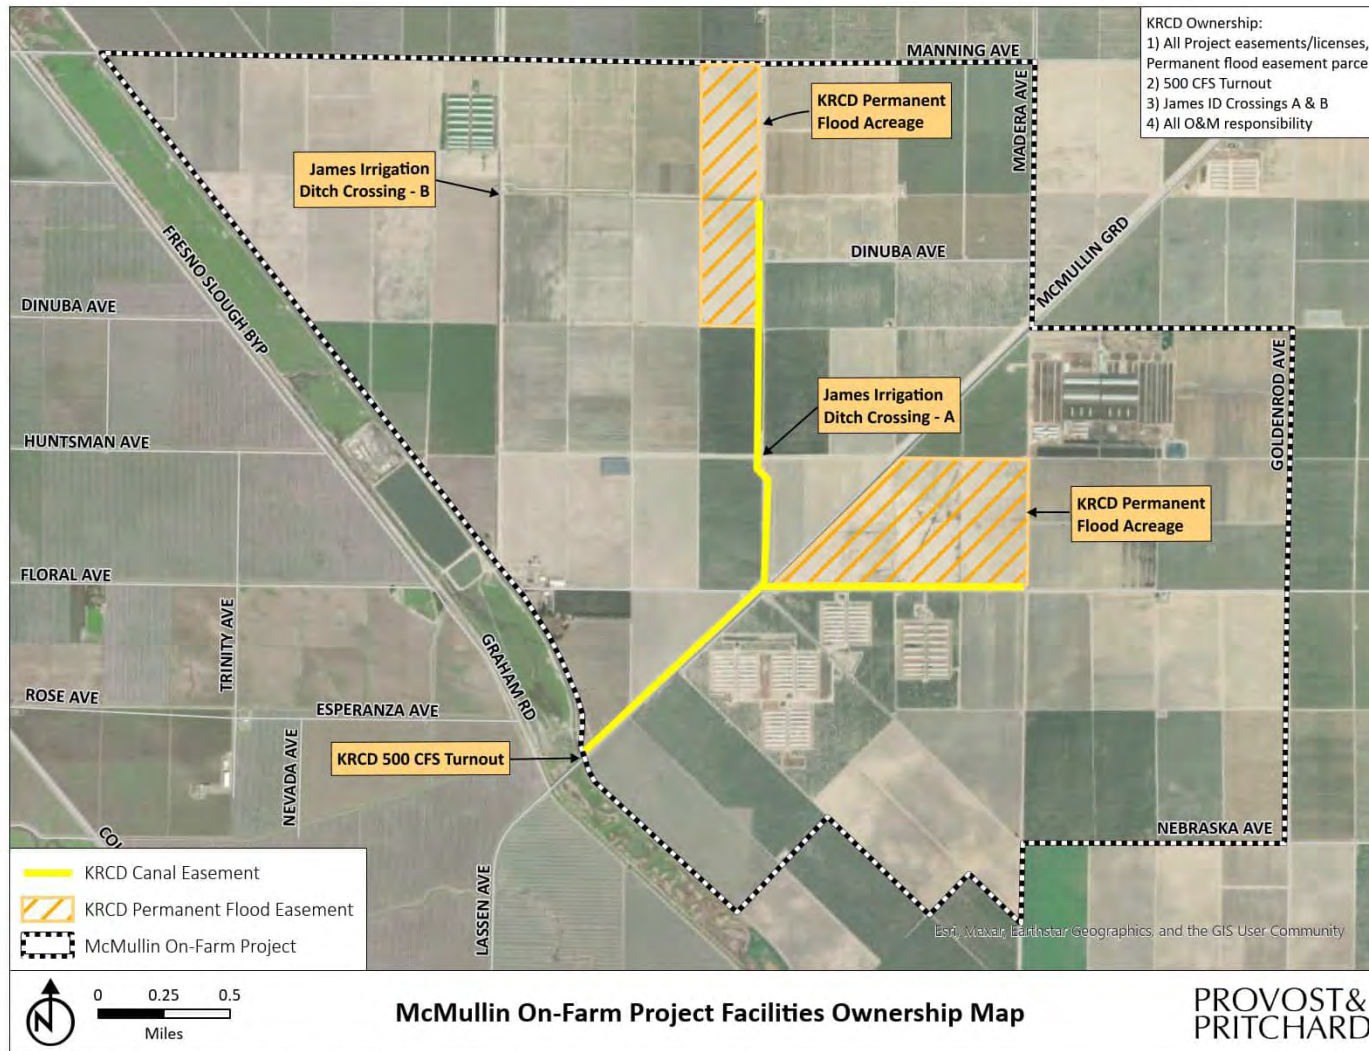 KRCD Ownership:
1) All Project easements/licenses,
Permanent flood easement parce
2) 500 CFS Turnout
3) James ID Crossings A & B
4) All O&M responsibility
MANNING AVE
MADERA AVE
KRCD Permanent
Flood Acreage
James Irrigation
Ditch Crossing - B
FRESNO SLOUGH BYP
DINUBA AVE
MCMULLIN GRD
DINUBA AVE
James Irrigation
Ditch Crossing - A
GOLDENROD AVE
HUNTSMAN AVE
KRCD Permanent
Flood Acreage
FLORAL AVE
TRINITY AVE
GRAHAM RD
ROSE AVE
ESPERANZA AVE
NEVADA AVE
KRCD 500 CFS Turnout
COL
NEBRASKA AVE
LASSEN AVE
KRCD Canal Easement
KRCD Permanent Flood Easement
McMullin On-Farm Project
Esri, Maxar, Earthstar Geographics, and the GIS User Community
N
0 0.25 0.5
Miles
McMullin On-Farm Project Facilities Ownership Map
PROVOST&
PRITCHARD